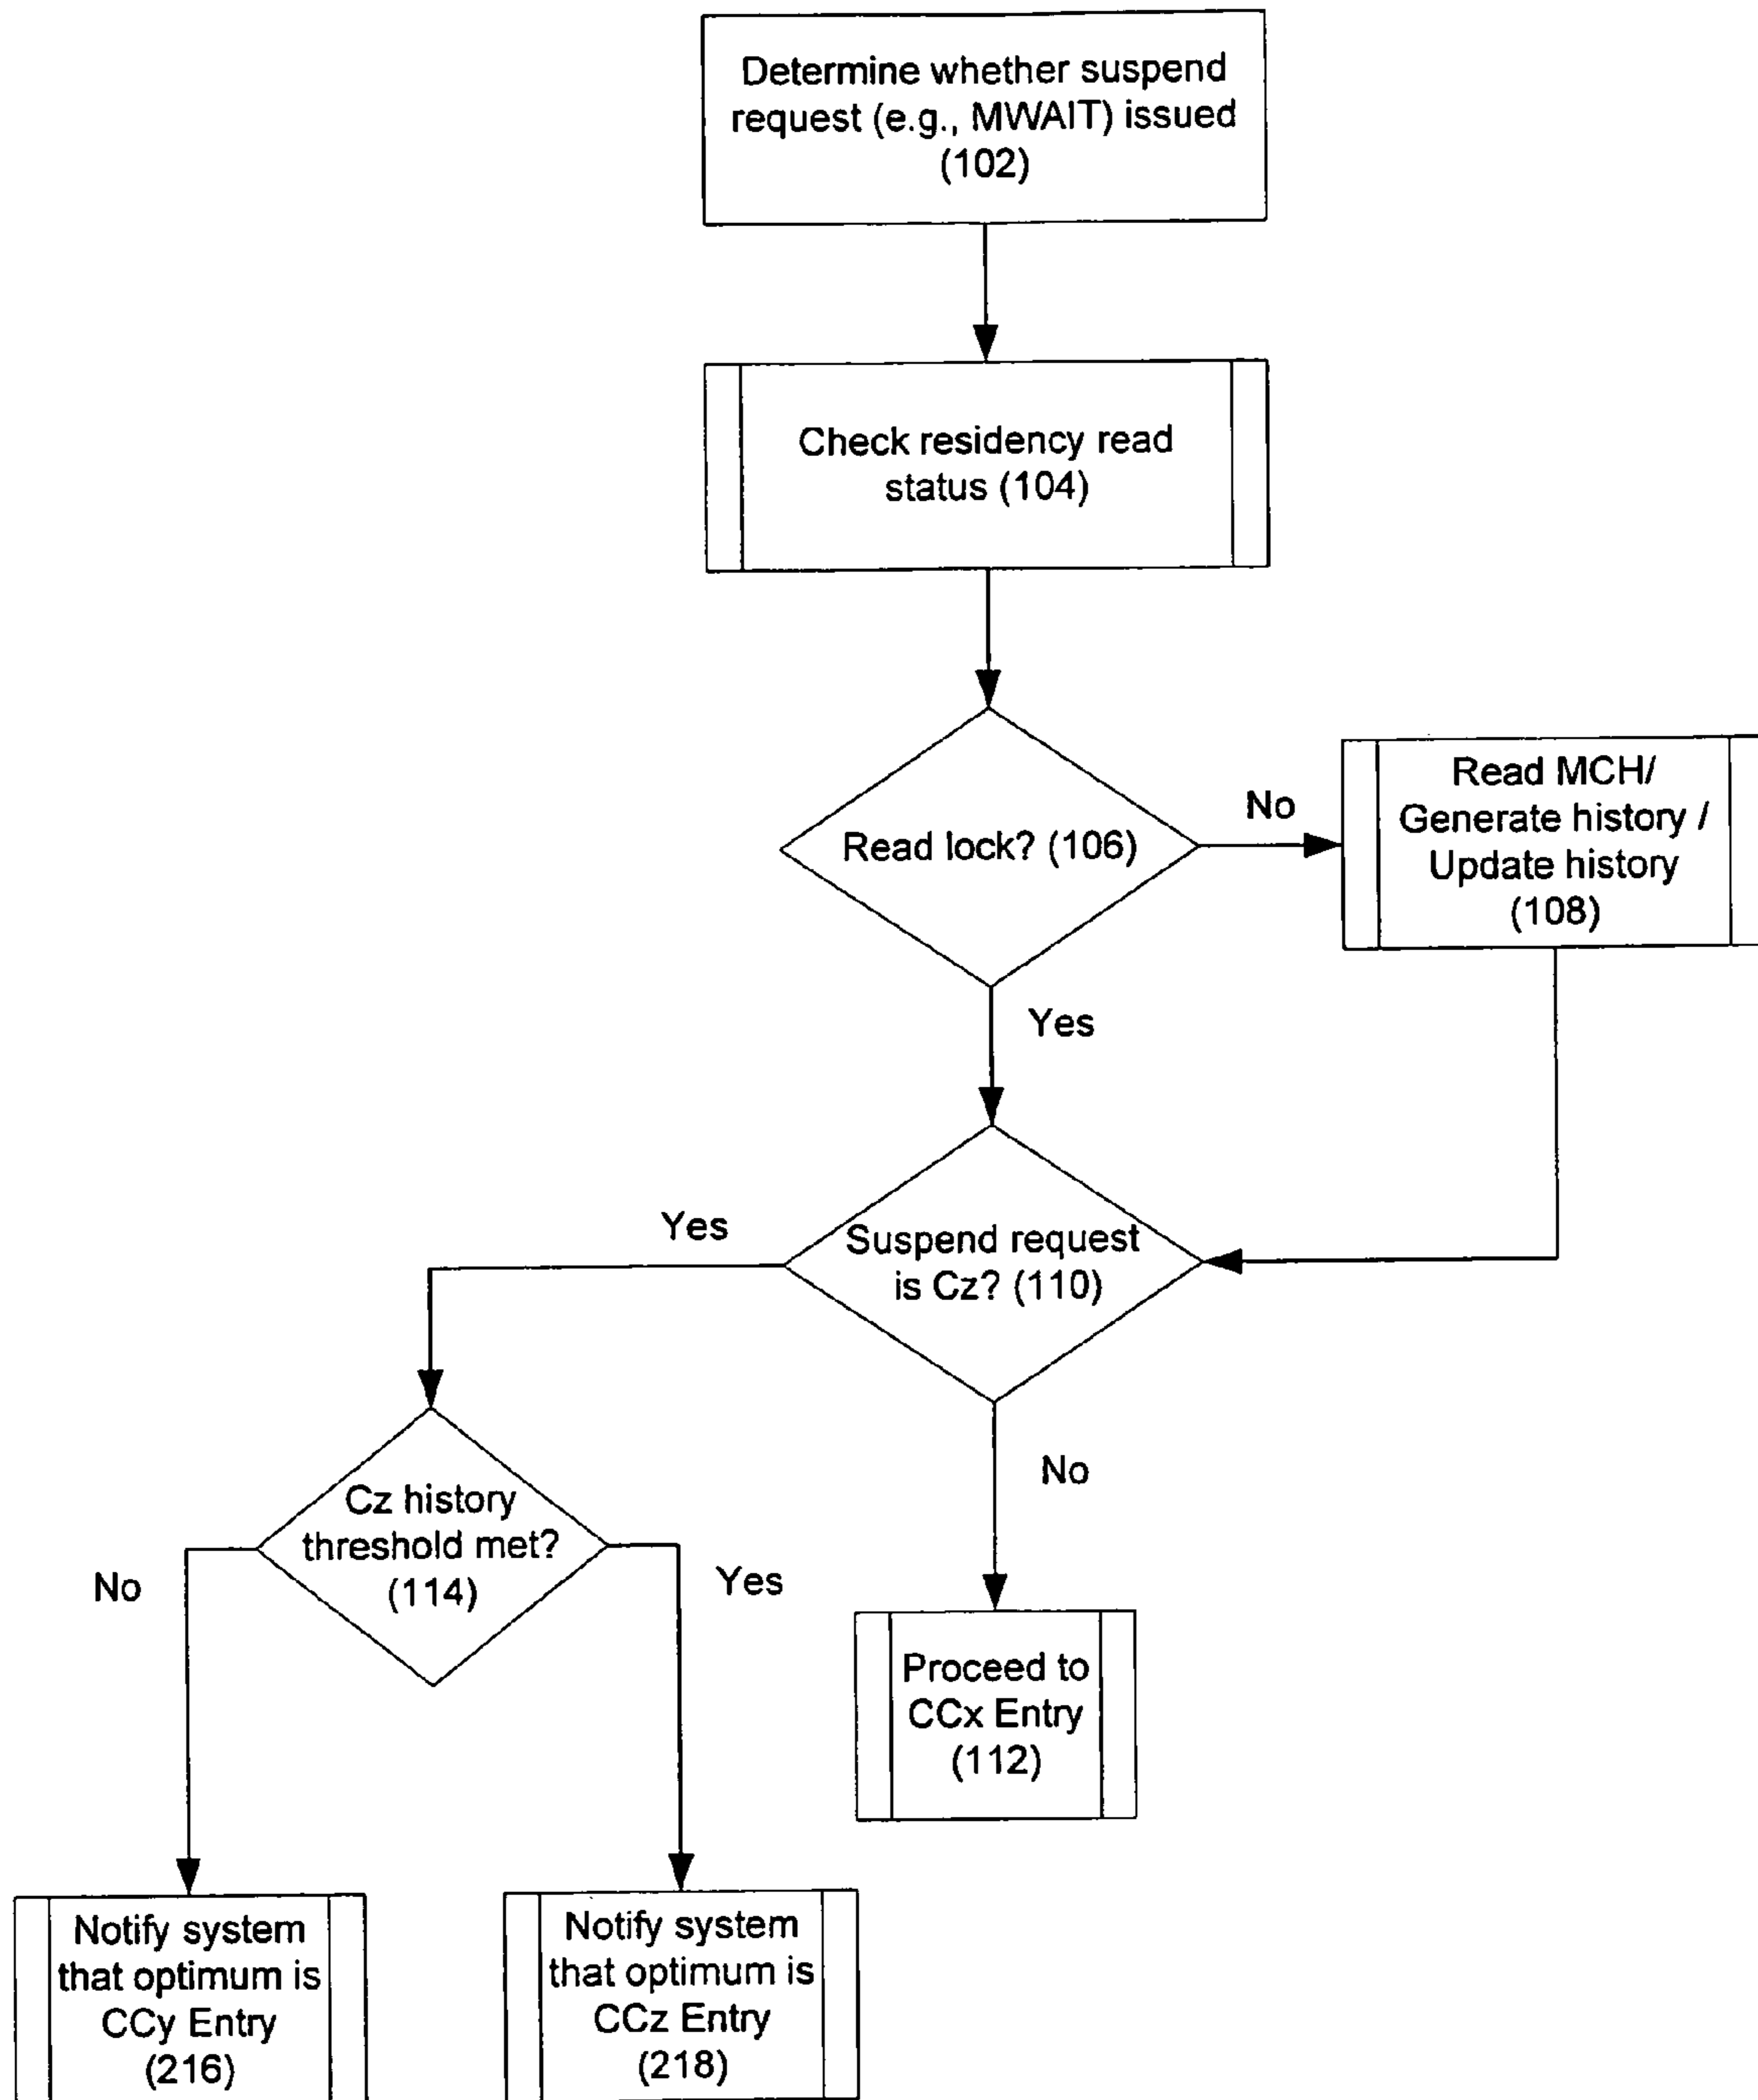 Determine whether suspend
request (e.g., MWAIT) issued
(102)
Check residency read
status (104)
Read lock? (106)
No
Read MCH/
Generate history /
Update history
(108)
Yes
Suspend request
is Cz? (110)
Yes
No
Cz history
threshold met?
(114)
No
Yes
Proceed to
CCx Entry
(112)
Notify system
that optimum is
CCy Entry
(216)
Notify system
that optimum is
CCz Entry
(218)